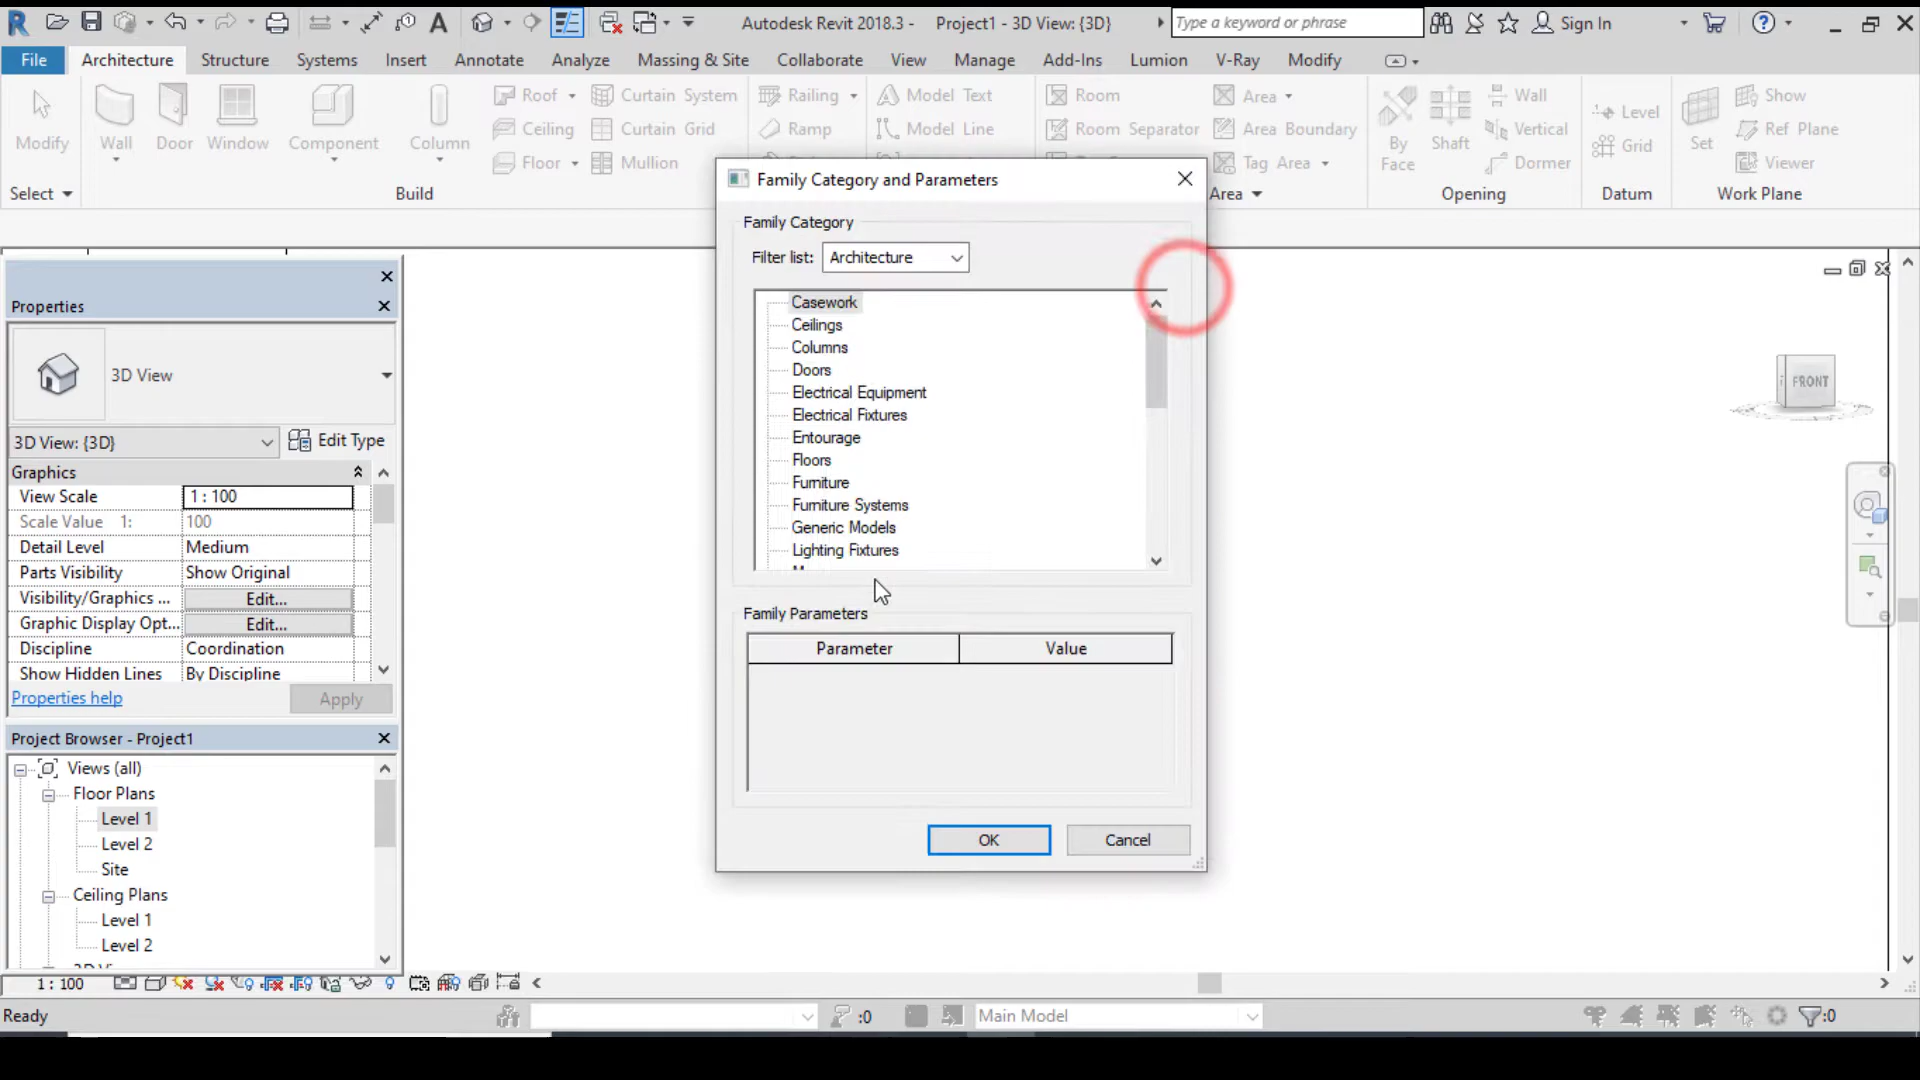 Autodesk Revit 2018.3 - Project1 - 3D View: {3D} Type a keyword or phrase Sign In
File Architecture Structure Systems Insert Annotate Analyze Massing & Site Collaborate View Manage Add-Ins Lumion V-Ray Modify
Roof Curtain System Railing Model Text Room Area Wall Show
Level
Ceiling Curtain Grid Ramp Model Line Room Separator Area Boundary Vertical Ref Plane
Modify Wall Door Window Component Column By Face Shaft Grid Set
Floor Mullion Tag Area Dormer Viewer
Select Build Area Opening Datum Work Plane
Family Category and Parameters
Family Category
Filter list: Architecture
Casework
Ceilings
Columns
Doors
Electrical Equipment
Electrical Fixtures
Entourage
Floors
Furniture
Furniture Systems
Generic Models
Lighting Fixtures
Family Parameters
Parameter Value
OK Cancel
Properties
3D View
3D View: {3D} Edit Type
Graphics
View Scale 1 : 100
Scale Value 1: 100
Detail Level Medium
Parts Visibility Show Original
Visibility/Graphics ... Edit...
Graphic Display Opt... Edit...
Discipline Coordination
Show Hidden Lines By Discipline
Properties help Apply
Project Browser - Project1
Views (all)
Floor Plans
Level 1
Level 2
Site
Ceiling Plans
Level 1
Level 2
FRONT
1 : 100
Ready :0 Main Model :0